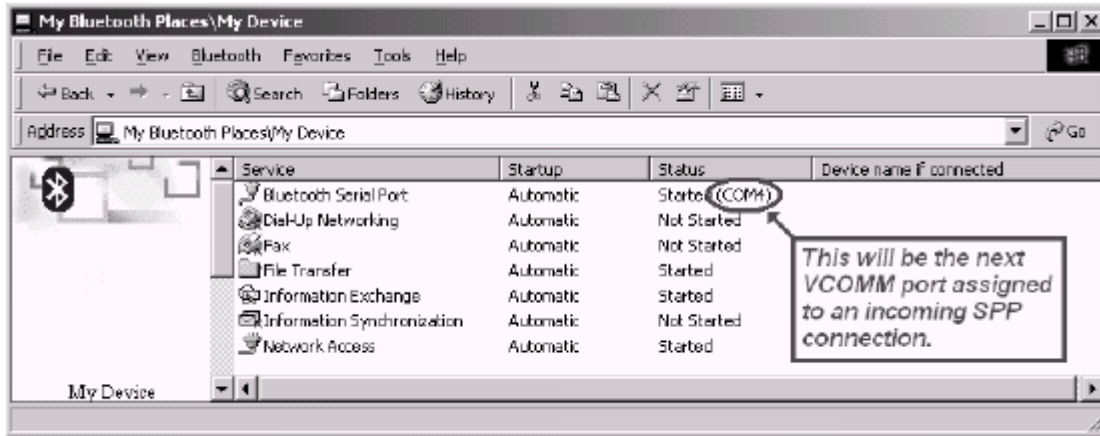 My Bluetooth Places\My Device
File Edit View Bluetooth Favorites Tools Help
Back Search Folders History
Address My Bluetooth Places\My Device Go
Service Startup Status Device name if connected
Bluetooth Serial Port Automatic Started (COM4)
Dial-Up Networking Automatic Not Started
Fax Automatic Not Started
File Transfer Automatic Started
Information Exchange Automatic Started
Information Synchronization Automatic Not Started
Network Access Automatic Started
This will be the next
VCOMM port assigned
to an incoming SPP
connection.
My Device